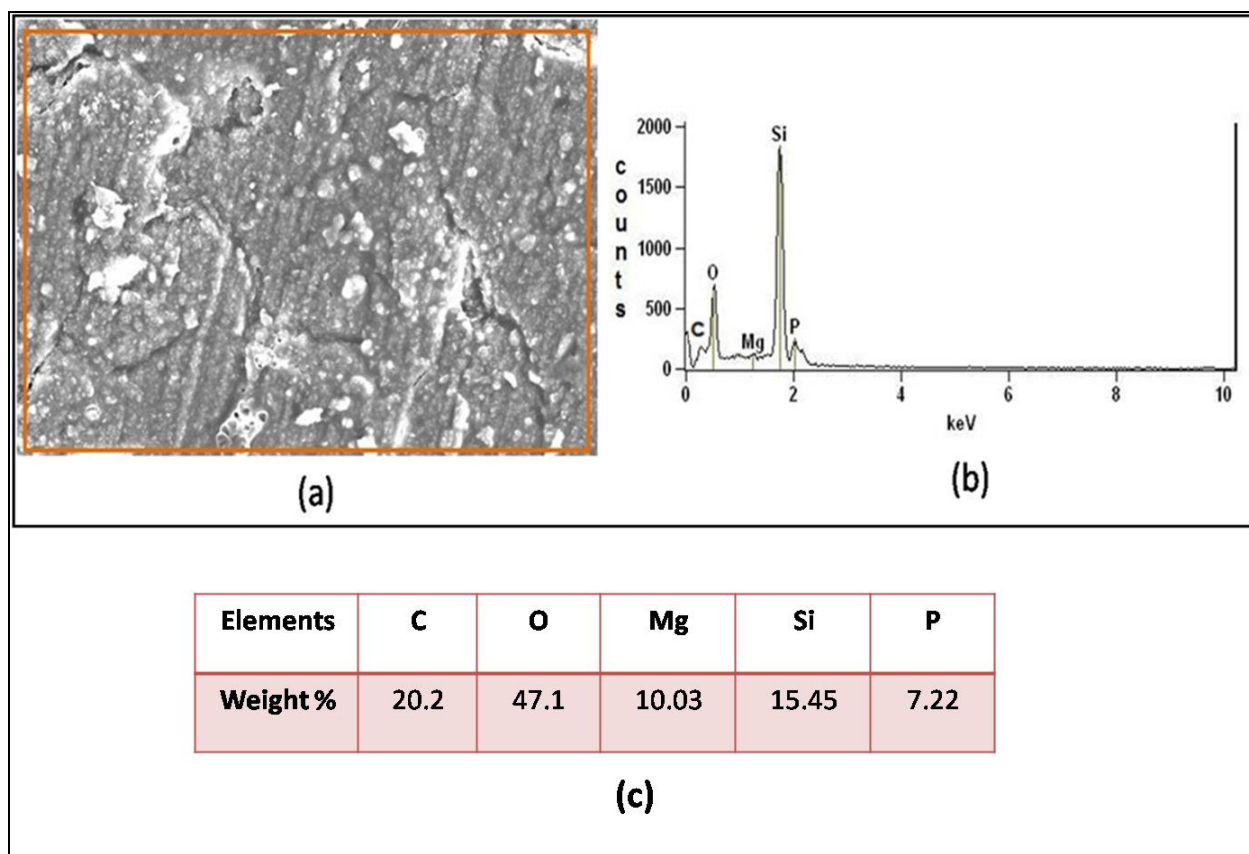 2000
1500
1000
500
0
counts
Si
O
C
Mg
P
0 2 4 6 8 10
keV
(a)
(b)
Elements C O Mg Si P
Weight % 20.2 47.1 10.03 15.45 7.22
(c)